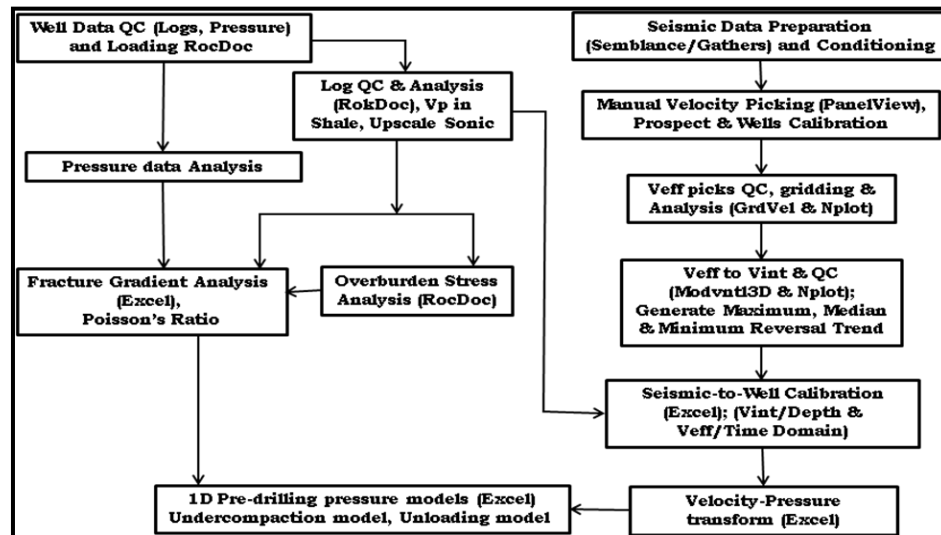 Well Data QC (Logs, Pressure)
and Loading RocDoc
Log QC & Analysis
(RokDoc), Vp in
Shale, Upscale Sonic
Pressure data Analysis
Fracture Gradient Analysis
(Excel),
Poisson's Ratio
Overburden Stress
Analysis (RocDoc)
Seismic Data Preparation
(Semblance/Gathers) and Conditioning
Manual Velocity Picking (PanelView),
Prospect & Wells Calibration
Veff picks QC, gridding &
Analysis (GrdVel & Nplot)
Veff to Vint & QC
(Modvntl3D & Nplot);
Generate Maximum, Median
& Minimum Reversal Trend
Seismic-to-Well Calibration
(Excel); (Vint/Depth &
Veff/Time Domain)
Velocity-Pressure
transform (Excel)
1D Pre-drilling pressure models (Excel)
Undercompaction model, Unloading model